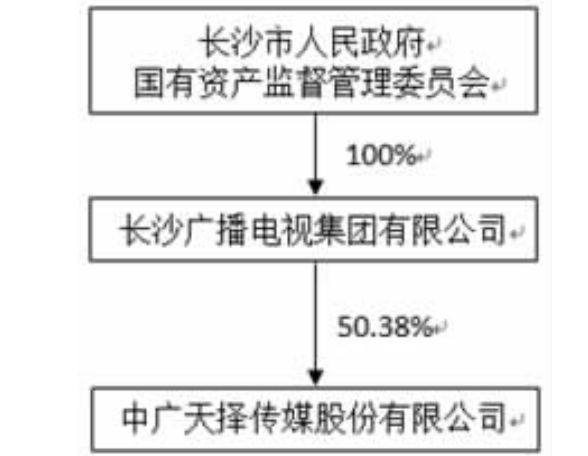 长沙市人民政府
国有资产监督管理委员会
100%
长沙广播电视集团有限公司
50.38%
中广天择传媒股份有限公司